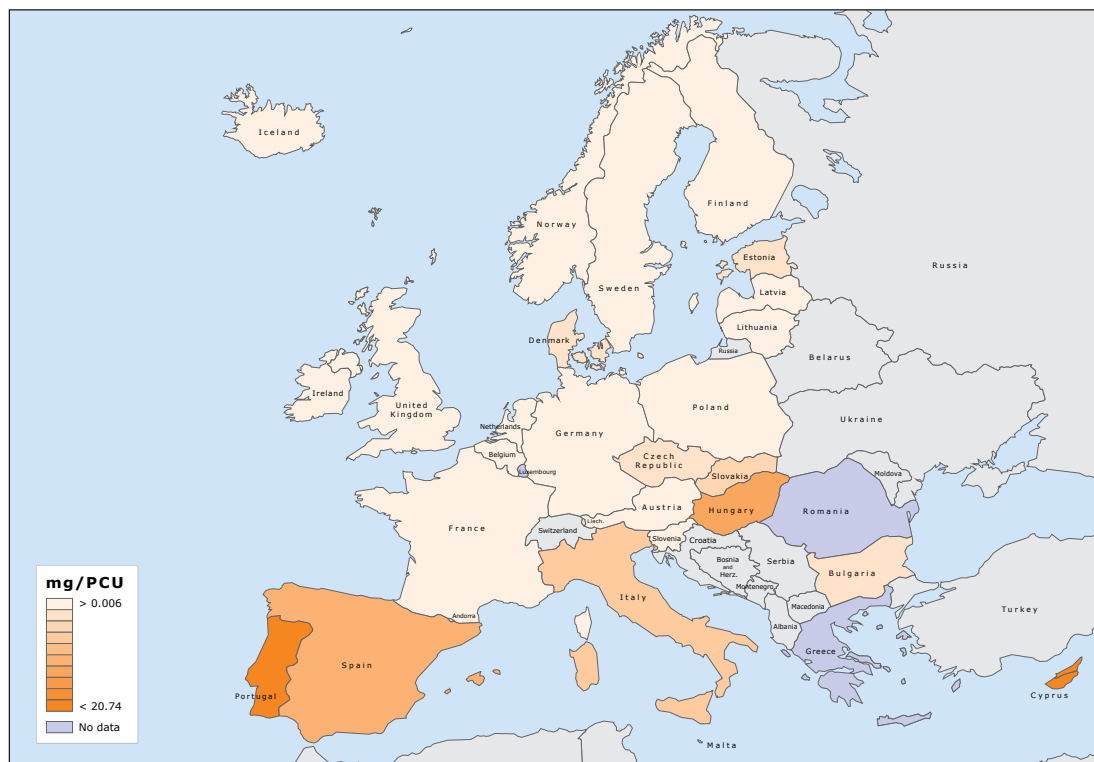 Iceland
Norway
Finland
Sweden
Estonia
Russia
Latvia
Lithuania
Denmark
Russia
Belarus
Ireland
United
Kingdom
Netherlands
Poland
Ukraine
Germany
Belgium
Luxembourg
Czech
Republic
Slovakia
Moldova
France
Austria
Hungary
Romania
Liech.
Switzerland
Slovenia
Croatia
Bosnia
and
Herz.
Serbia
Bulgaria
Montenegro
Italy
Macedonia
Andorra
Albania
Turkey
Greece
Spain
Portugal
Cyprus
Malta
mg/PCU
> 0.006
< 20.74
No data